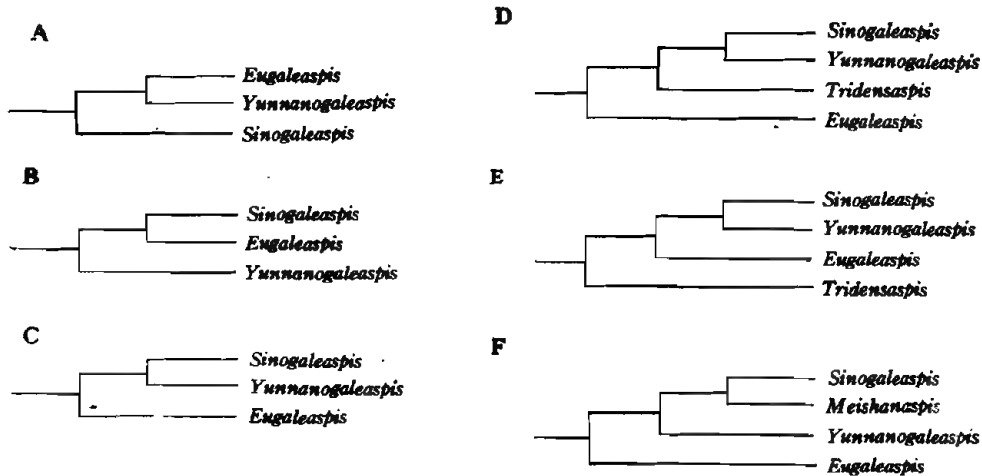 A
Eugaleaspis
Yunnanogaleaspis
Sinogaleaspis
B
Sinogaleaspis
Eugaleaspis
Yunnanogaleaspis
C
Sinogaleaspis
Yunnanogaleaspis
Eugaleaspis
D
Sinogaleaspis
Yunnanogaleaspis
Tridensaspis
Eugaleaspis
E
Sinogaleaspis
Yunnanogaleaspis
Eugaleaspis
Tridensaspis
F
Sinogaleaspis
Meishanaspis
Yunnanogaleaspis
Eugaleaspis